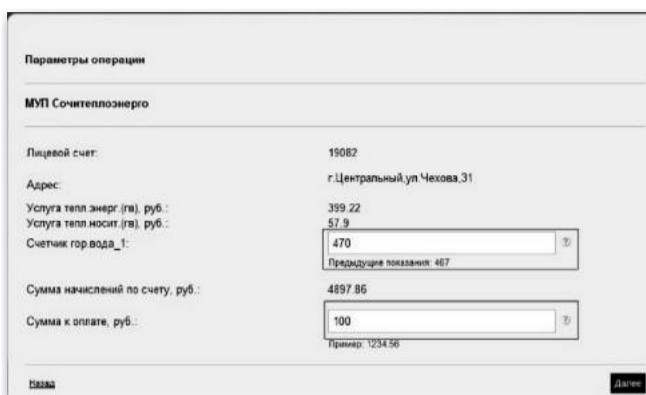 Параметры операции
МУП Сочитеплоэнерго
Лицевой счет: 19082
Адрес: г.Центральный,ул.Чехова,31
Услуга тепл.энерг.(гв), руб.: 399.22
Услуга тепл.носит.(гв), руб.: 57.9
Счетчик гор.вода_1: 470
Предыдущие показания: 467
Сумма начислений по счету, руб.: 4897.86
Сумма к оплате, руб.: 100
Пример: 1234.56
Назад Далее